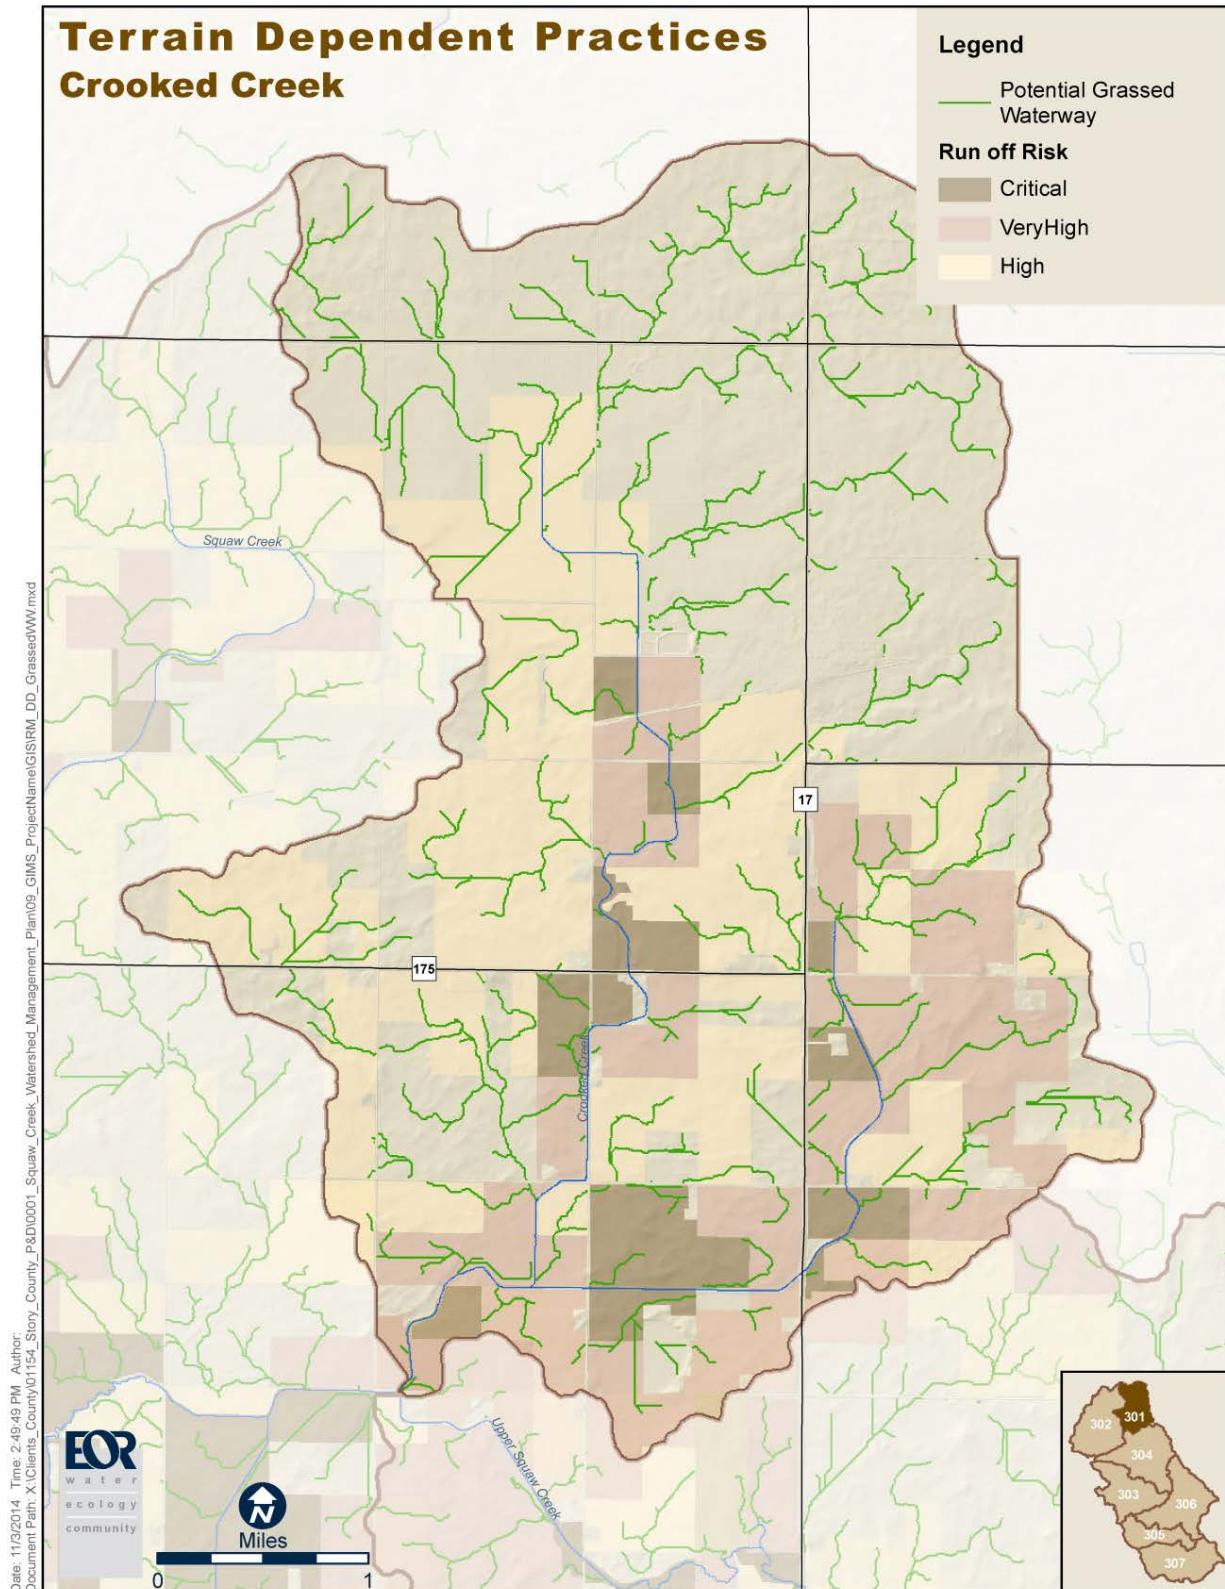 Terrain Dependent Practices
Crooked Creek
Legend
Potential Grassed
Waterway
Run off Risk
Critical
VeryHigh
High
Squaw Creek
17
175
Crooked Creek
Upper Squaw Creek
EOR
water
ecology
community
N
Miles
0
1
302
301
304
303
306
305
307
Date: 11/3/2014 Time: 2:49:49 PM Author:
Document Path: X:\Clients_County\01154_Story_County_P&D\0001_Squaw_Creek_Watershed_Management_Plan\09_GIMS_ProjectName\GIS\RM_DD_GrassedWW.mxd